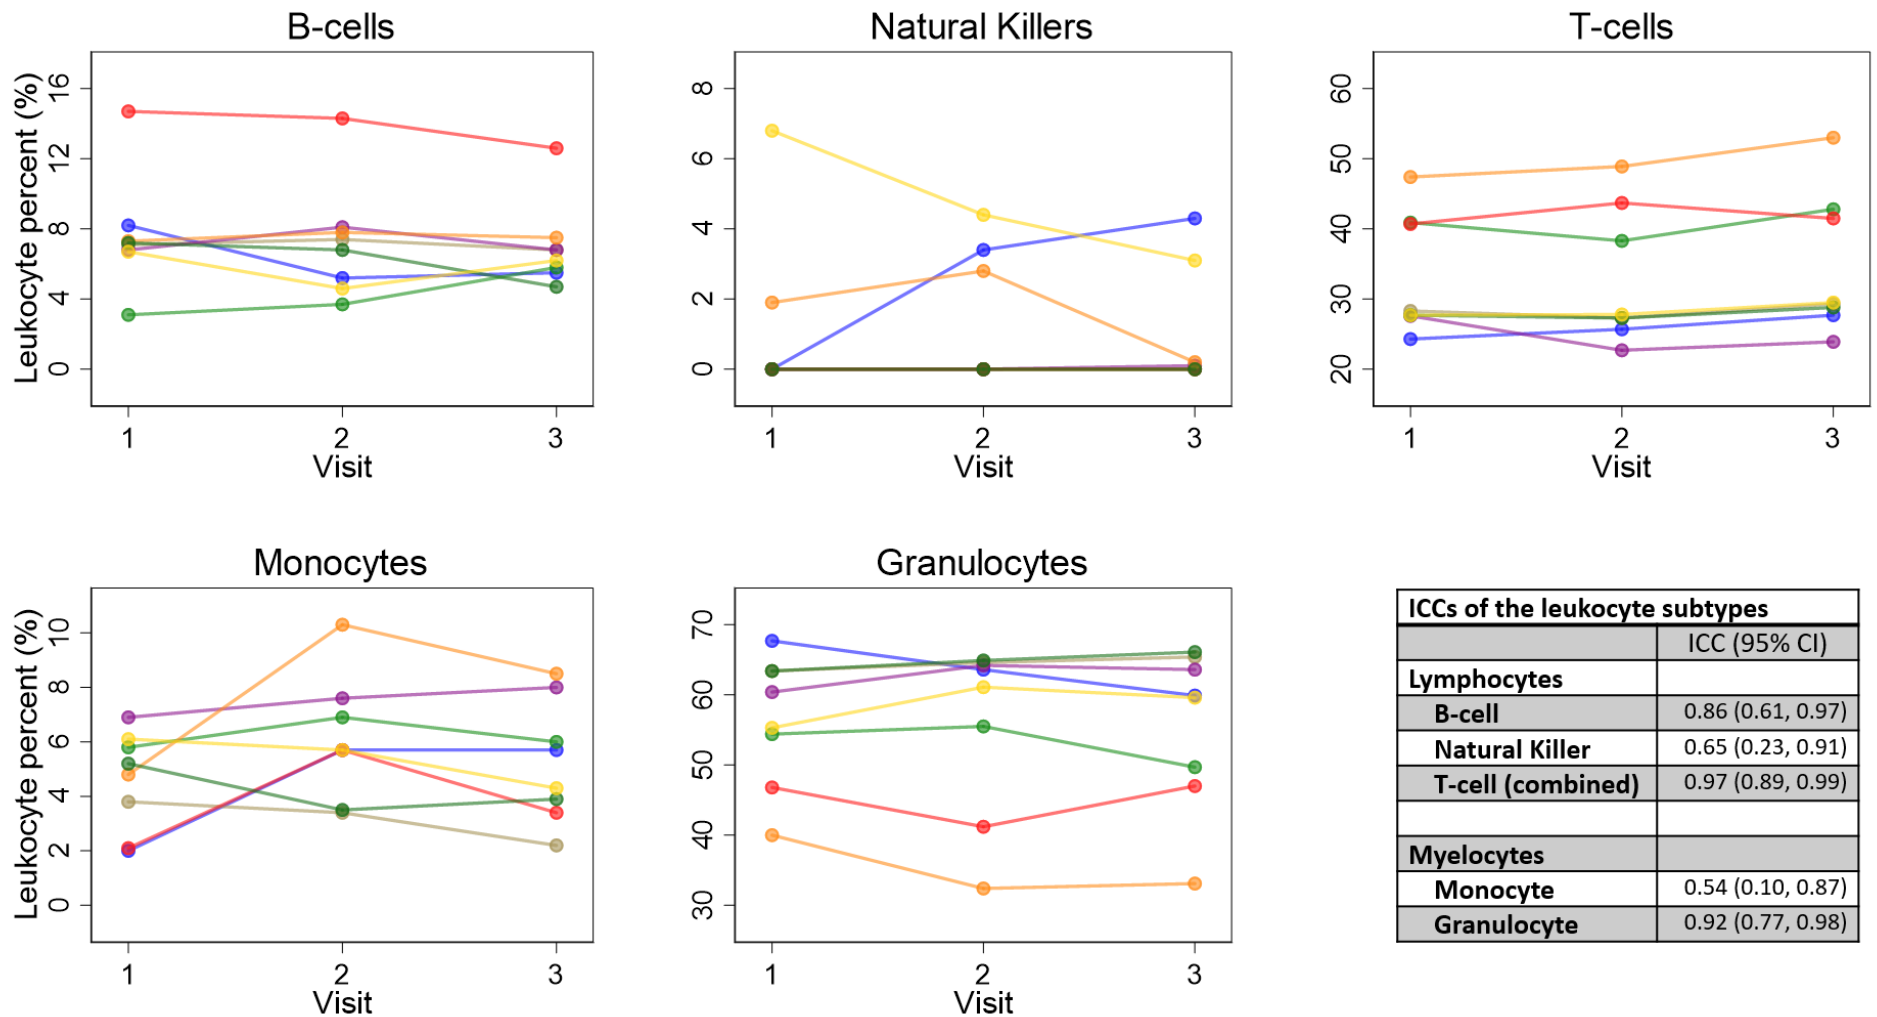 B-cells
Leukocyte percent (%)
16
12
8
4
0
1 2 3
Visit
Natural Killers
8
6
4
2
0
1 2 3
Visit
T-cells
60
50
40
30
20
1 2 3
Visit
Monocytes
Leukocyte percent (%)
10
8
6
4
2
0
1 2 3
Visit
Granulocytes
70
60
50
40
30
1 2 3
Visit
ICCs of the leukocyte subtypes
ICC (95% CI)
Lymphocytes
B-cell 0.86 (0.61, 0.97)
Natural Killer 0.65 (0.23, 0.91)
T-cell (combined) 0.97 (0.89, 0.99)
Myelocytes
Monocyte 0.54 (0.10, 0.87)
Granulocyte 0.92 (0.77, 0.98)